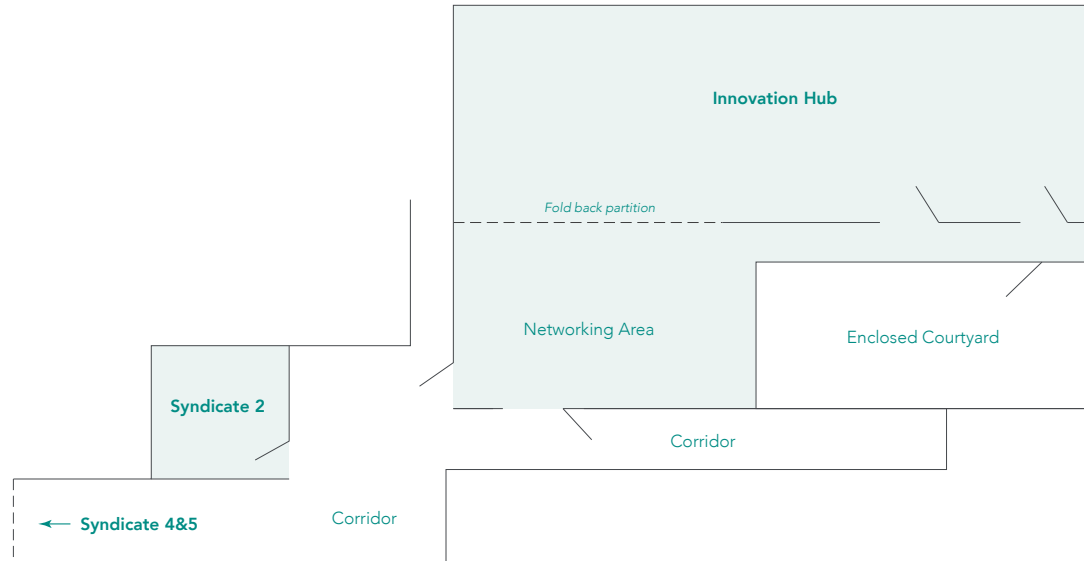 Innovation Hub
Fold back partition
Networking Area
Enclosed Courtyard
Syndicate 2
Corridor
Corridor
Syndicate 4&5